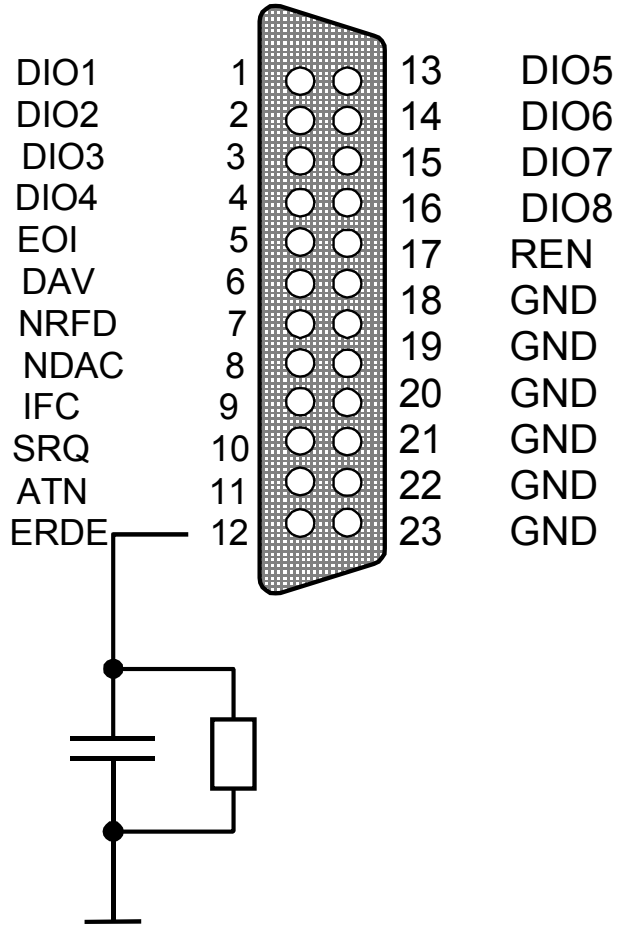 DIO1 1 13 DIO5
DIO2 2 14 DIO6
DIO3 3 15 DIO7
DIO4 4 16 DIO8
EOI 5 17 REN
DAV 6 18 GND
NRFD 7 19 GND
NDAC 8 20 GND
IFC 9 21 GND
SRQ 10 22 GND
ATN 11 23 GND
ERDE 12